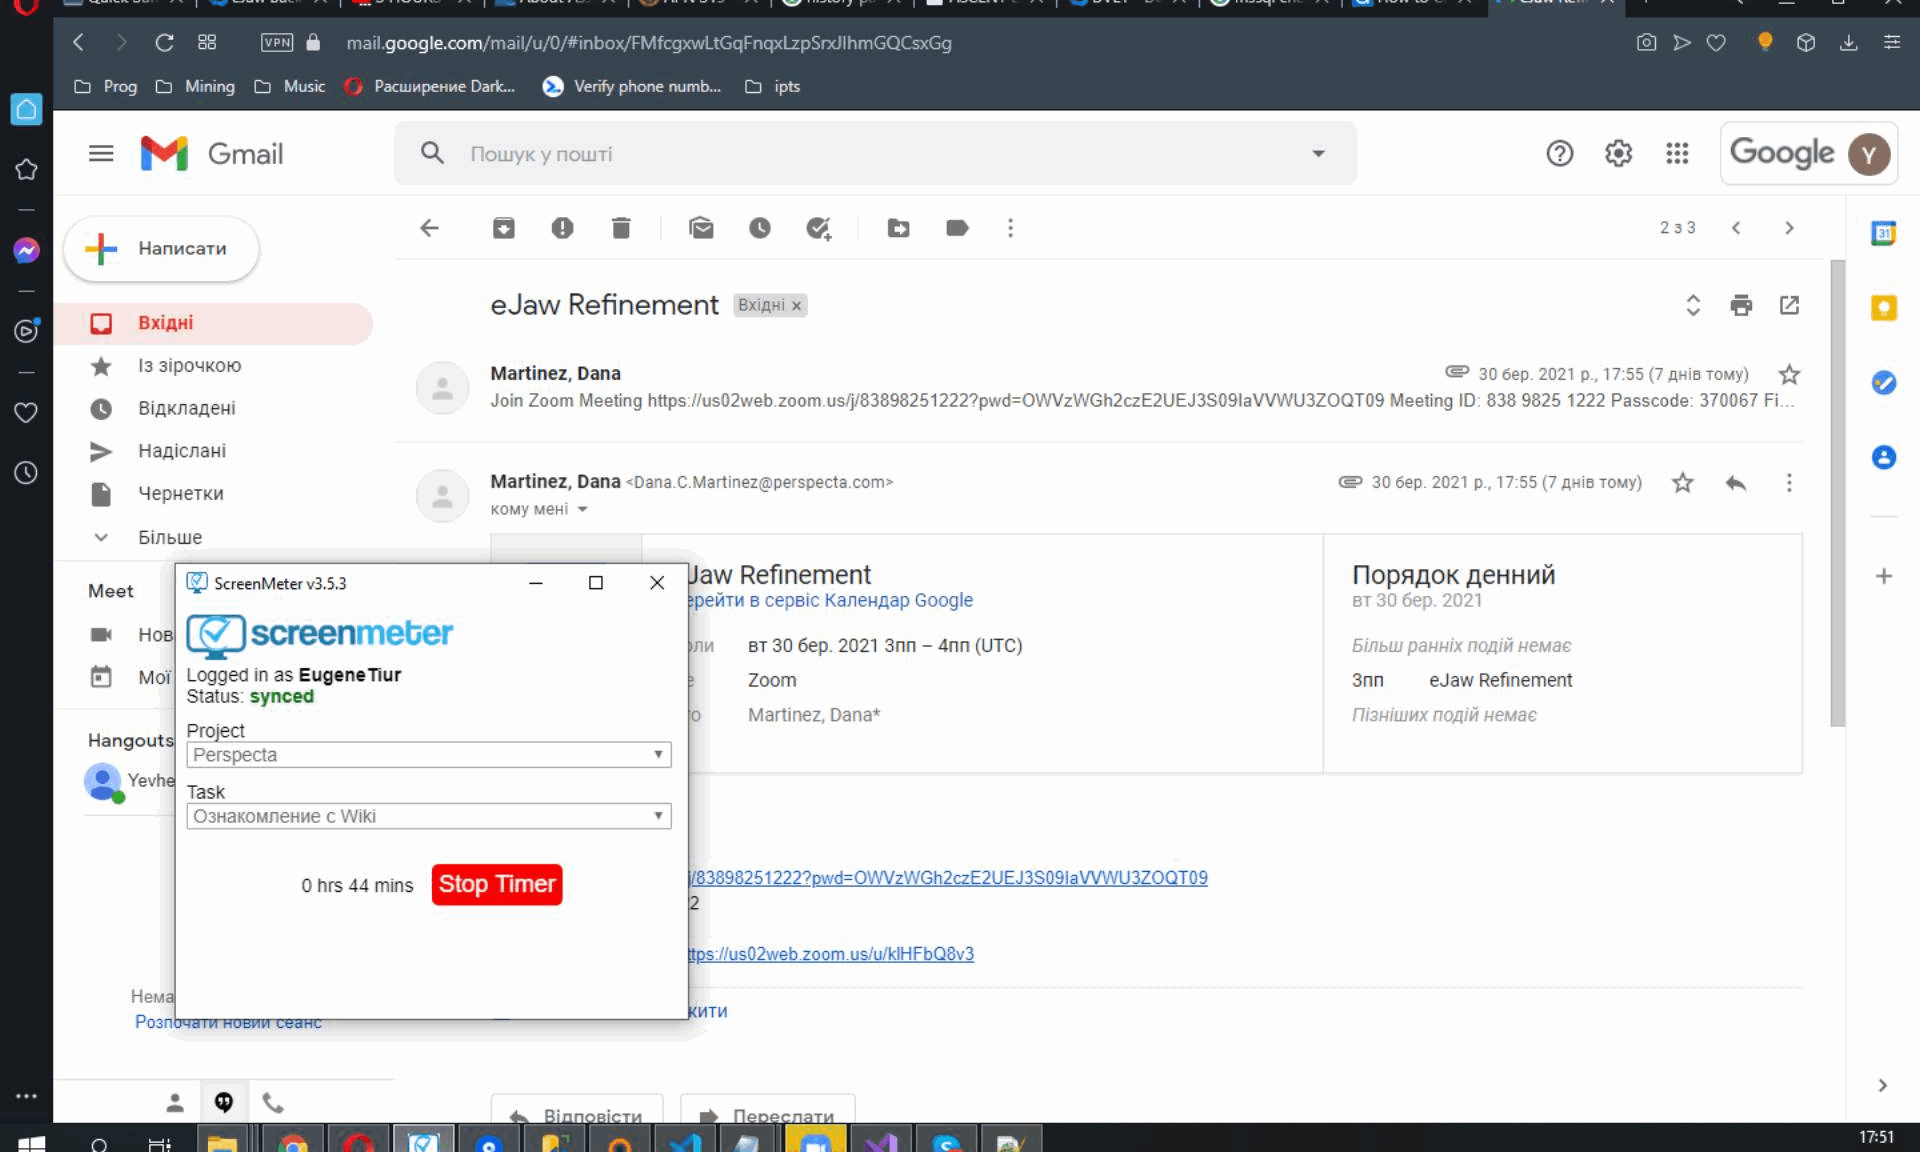 VPN
mail.google.com/mail/u/0/#inbox/FMfcgxwLtGqFnqxLzpSrxJlhmGQCsxGg
Prog
Mining
Music
Расширение Dark...
Verify phone numb...
ipts
Gmail
Пошук у пошті
Google
Y
Написати
2 з 3
31
Вхідні
Із зірочкою
Відкладені
Надіслані
Чернетки
Більше
Meet
Нов
Мої
Hangouts
Yevhe
Нема
Розпочати новий сеанс
eJaw Refinement
Вхідні ×
Martinez, Dana
30 бер. 2021 р., 17:55 (7 днів тому)
Join Zoom Meeting https://us02web.zoom.us/j/83898251222?pwd=OWVzWGh2czE2UEJ3S09IaVVWU3ZOQT09 Meeting ID: 838 9825 1222 Passcode: 370067 Fi...
Martinez, Dana <Dana.C.Martinez@perspecta.com>
30 бер. 2021 р., 17:55 (7 днів тому)
кому мені
Jaw Refinement
ерейти в сервіс Календар Google
оли
вт 30 бер. 2021 3пп – 4пп (UTC)
е
Zoom
то
Martinez, Dana*
Порядок денний
вт 30 бер. 2021
Більш ранніх подій немає
3пп eJaw Refinement
Пізніших подій немає
j/83898251222?pwd=OWVzWGh2czE2UEJ3S09IaVVWU3ZOQT09
2
ttps://us02web.zoom.us/u/klHFbQ8v3
жити
Відповісти
Переслати
ScreenMeter v3.5.3
screenmeter
Logged in as EugeneTiur
Status: synced
Project
Perspecta
Task
Ознакомление с Wiki
0 hrs 44 mins
Stop Timer
17:51